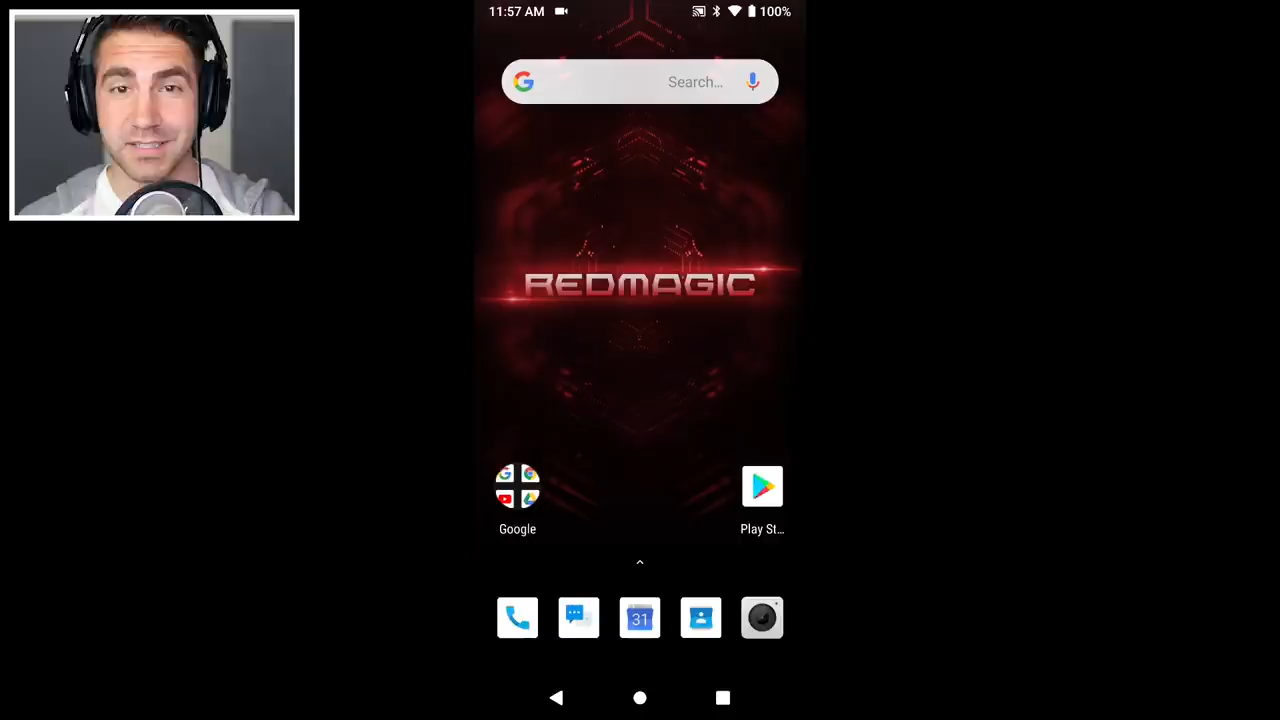 11:57 AM
100%
Search…
REDMAGIC
Google
Play St…
31